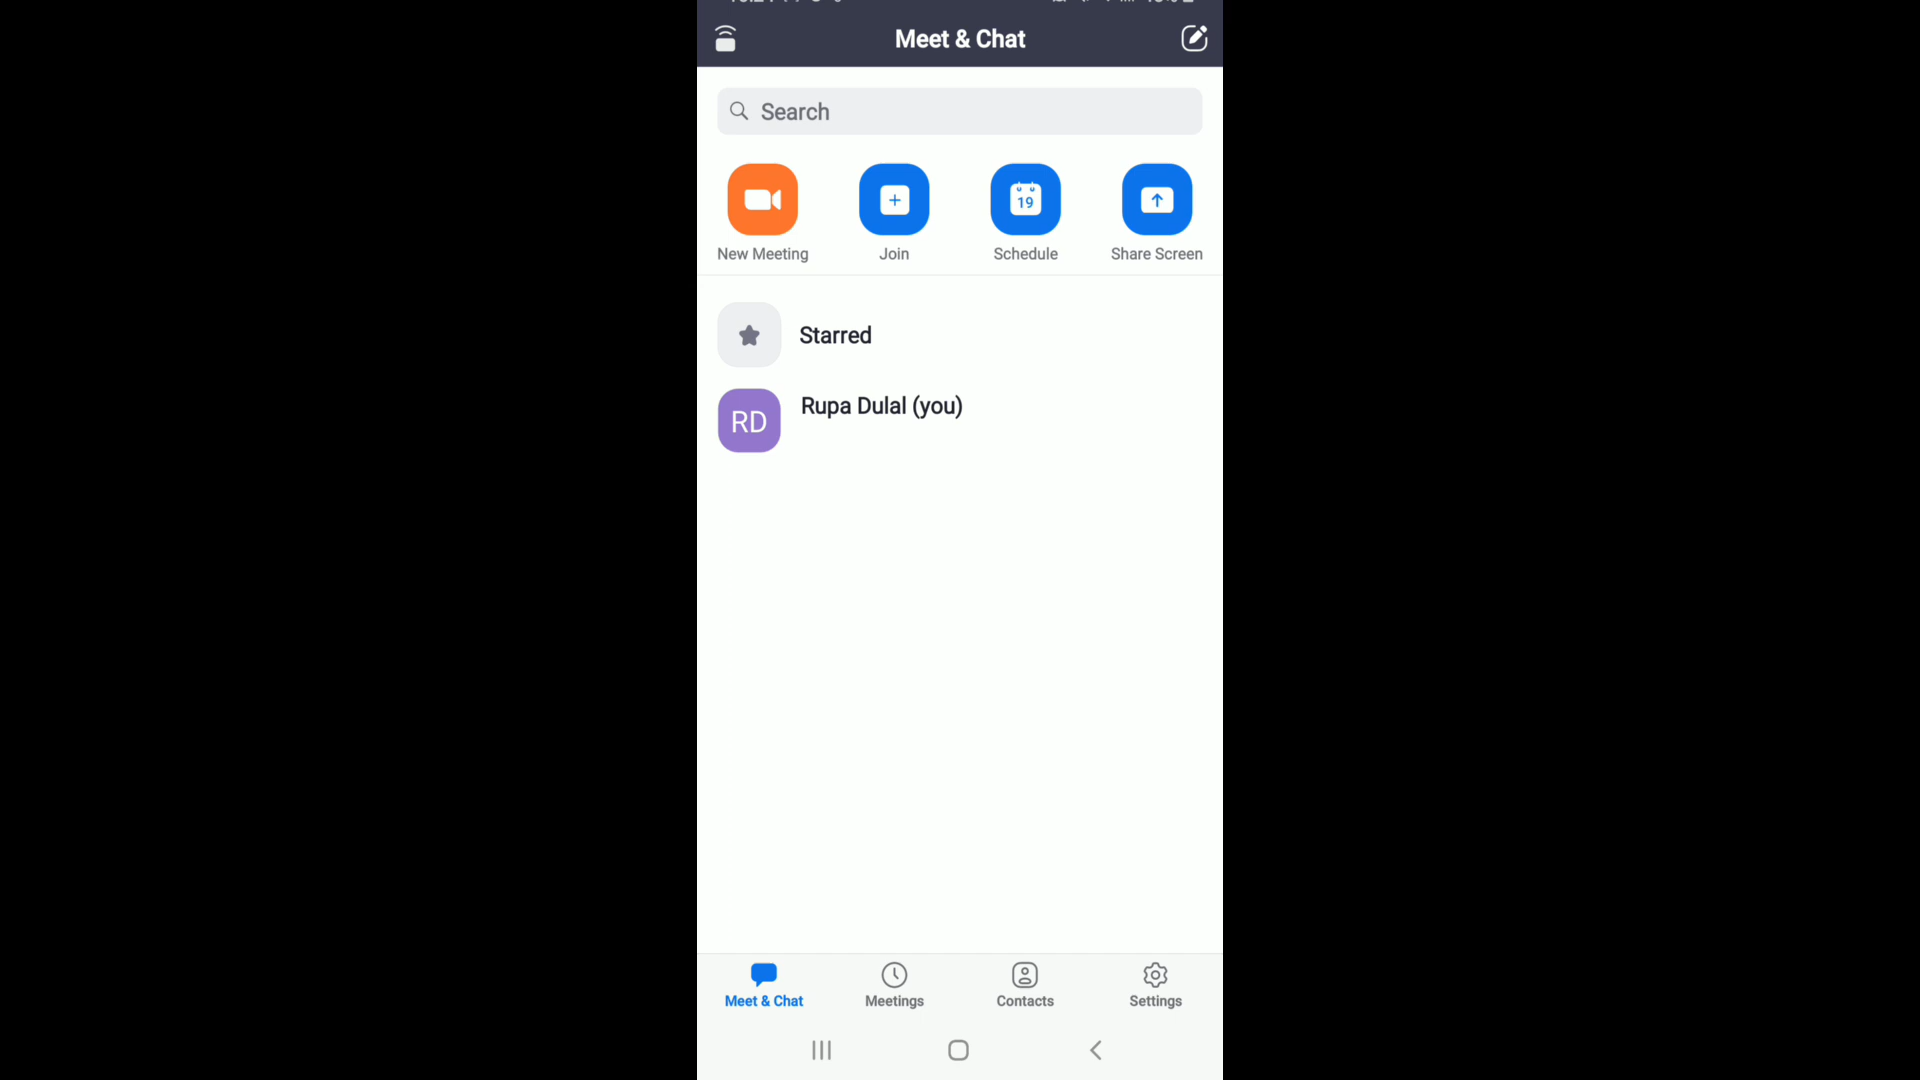 Meet & Chat
Search
19
New Meeting
Join
Schedule
Share Screen
Starred
RD
Rupa Dulal (you)
Meet & Chat
Meetings
Contacts
Settings